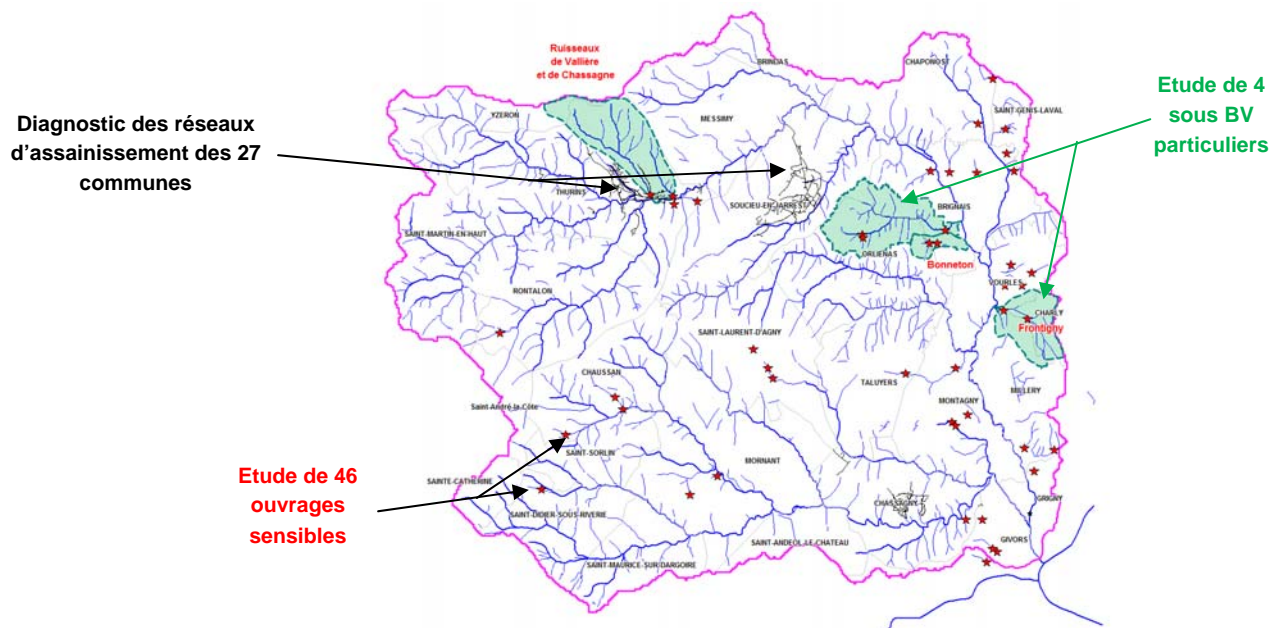 Ruisseaux
de Vallière
et de Chassagne
BRINDAS
CHAPONOST
Etude de 4
sous BV
particuliers
SAINT-GENIS-LAVAL
YZERON
MESSIMY
Diagnostic des réseaux
d'assainissement des 27
communes
THURINS
SOUCIEU-EN-JARREST
BRIGNAIS
SAINT-MARTIN-EN-HAUT
ORLIENAS
Bonneton
VOURLES
RONTALON
CHARLY
Frontigny
SAINT-LAURENT-D'AGNY
CHAUSSAN
TALUYERS
MILLERY
Saint-André-la-Côte
MONTAGNY
SAINT-SORLIN
MORNANT
Etude de 46
ouvrages
sensibles
SAINTE-CATHERINE
CHASSAGNY
GRIGNY
SAINT-DIDIER-SOUS-RIVERIE
GIVORS
SAINT-ANDEOL-LE-CHATEAU
SAINT-MAURICE-SUR-DARGOIRE